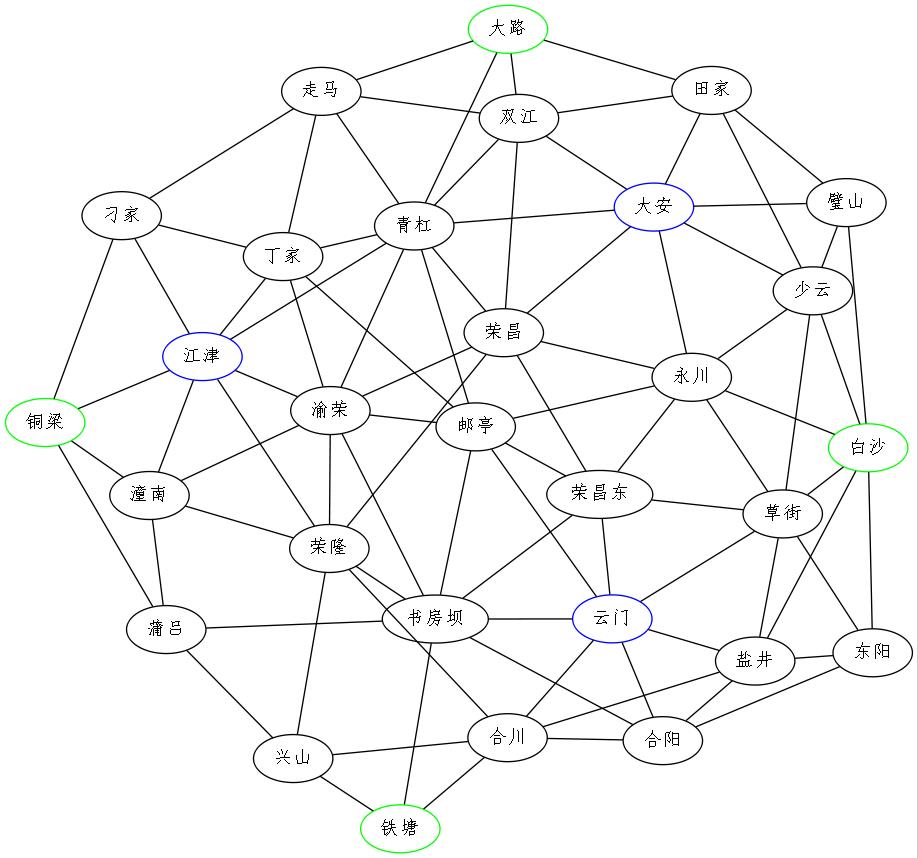 大路
走马
田家
双江
刁家
大安
璧山
青杠
丁家
少云
荣昌
江津
永川
渝荣
铜梁
邮亭
白沙
潼南
荣昌东
草街
荣隆
蒲吕
书房坝
云门
盐井
东阳
合川
合阳
兴山
铁塘